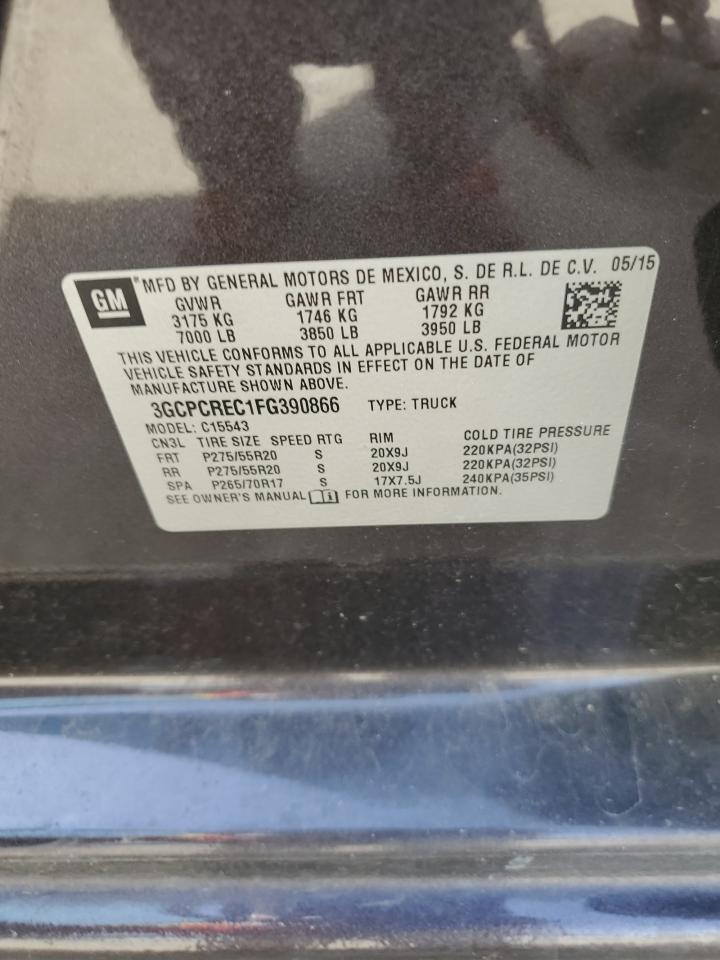 GM
MFD BY GENERAL MOTORS DE MEXICO, S. DE R.L. DE C.V. 05/15
GVWR GAWR FRT GAWR RR
3175 KG 1746 KG 1792 KG
7000 LB 3850 LB 3950 LB
THIS VEHICLE CONFORMS TO ALL APPLICABLE U.S. FEDERAL MOTOR
VEHICLE SAFETY STANDARDS IN EFFECT ON THE DATE OF
MANUFACTURE SHOWN ABOVE.
3GCPCREC1FG390866 TYPE: TRUCK
MODEL: C15543
CN3L TIRE SIZE SPEED RTG RIM COLD TIRE PRESSURE
FRT P275/55R20 S 20X9J 220KPA(32PSI)
RR P275/55R20 S 20X9J 220KPA(32PSI)
SPA P265/70R17 S 17X7.5J 240KPA(35PSI)
SEE OWNER'S MANUAL FOR MORE INFORMATION.